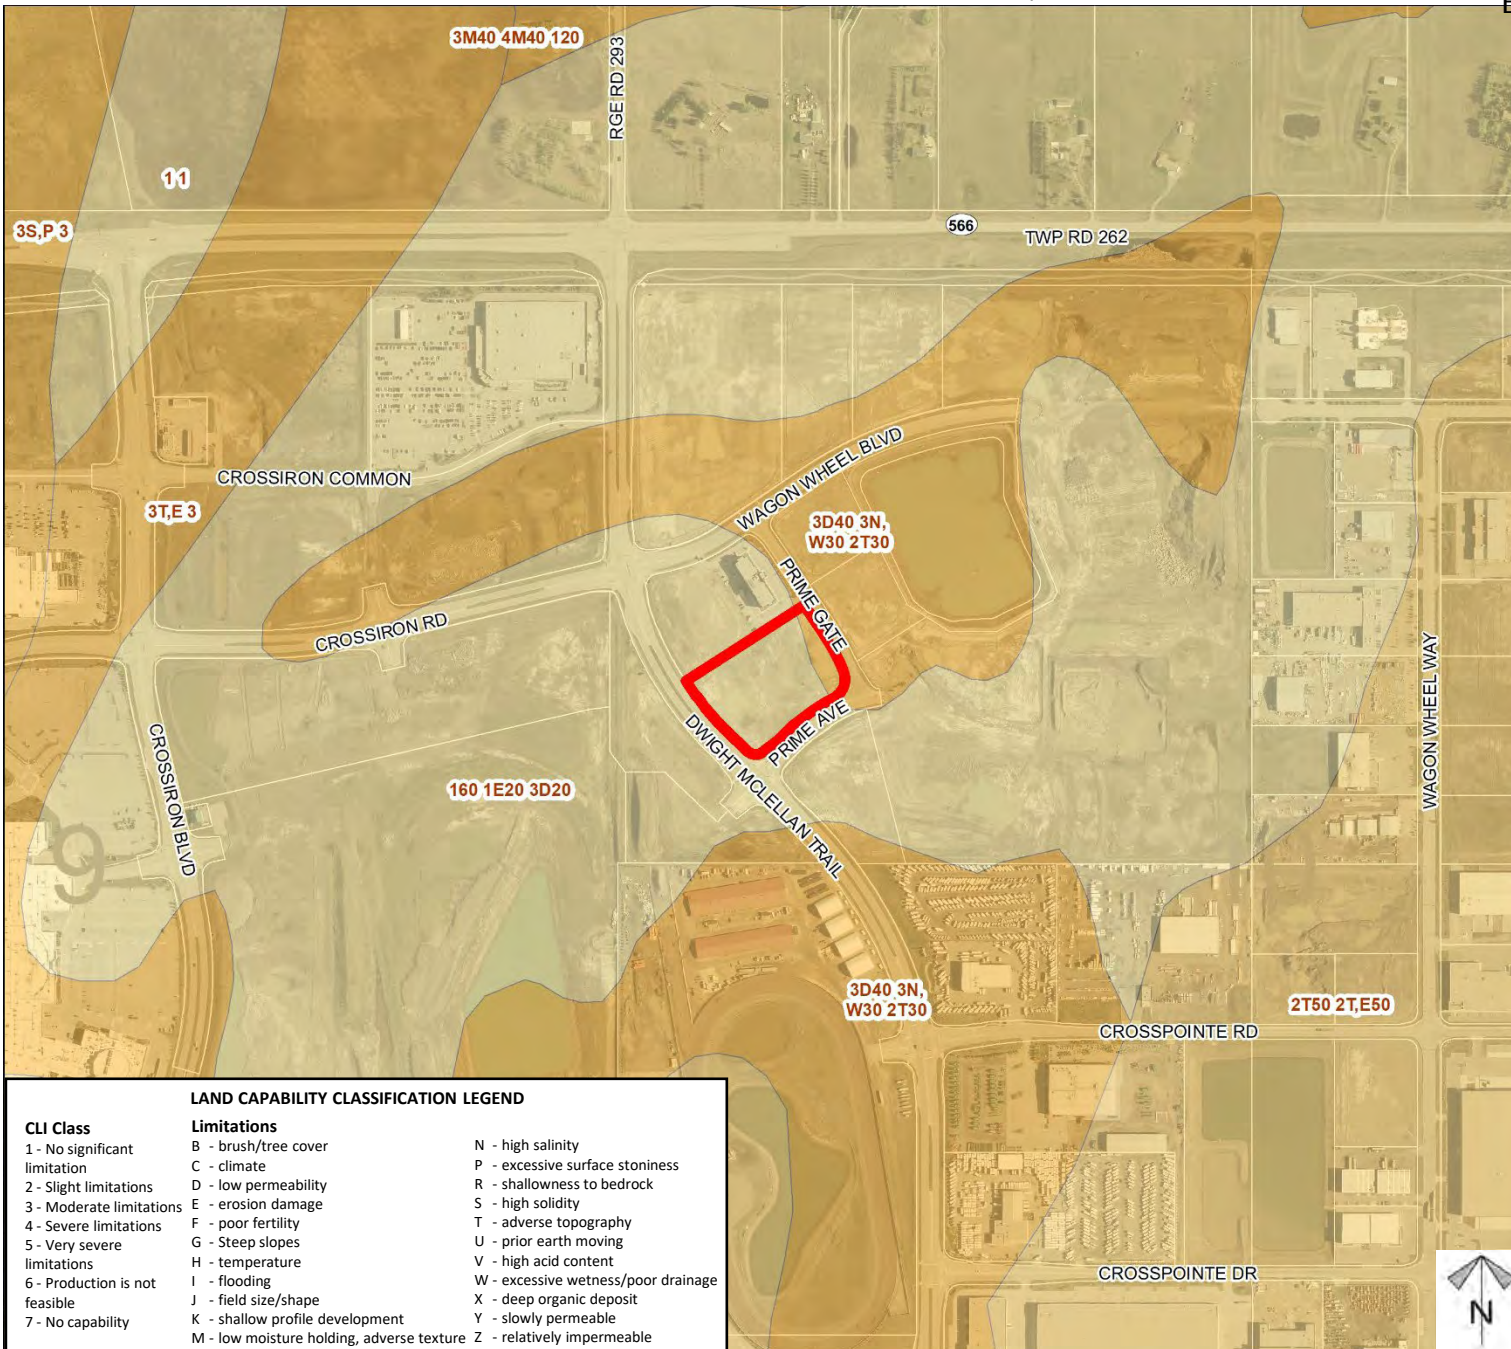 3M40 4M40 120
RGE RD 293
11
3S,P 3
566
TWP RD 262
CROSSIRON COMMON
WAGON WHEEL BLVD
3T,E 3
3D40 3N,
W30 2T30
PRIME GATE
CROSSIRON RD
WAGON WHEEL WAY
PRIME AVE
DWIGHT MCLELLAN TRAIL
CROSSIRON BLVD
160 1E20 3D20
9
3D40 3N,
W30 2T30
2T50 2T,E50
CROSSPOINTE RD
CROSSPOINTE DR
N
LAND CAPABILITY CLASSIFICATION LEGEND
CLI Class
1 - No significant
limitation
2 - Slight limitations
3 - Moderate limitations
4 - Severe limitations
5 - Very severe
limitations
6 - Production is not
feasible
7 - No capability
Limitations
B - brush/tree cover
C - climate
D - low permeability
E - erosion damage
F - poor fertility
G - Steep slopes
H - temperature
I - flooding
J - field size/shape
K - shallow profile development
M - low moisture holding, adverse texture
N - high salinity
P - excessive surface stoniness
R - shallowness to bedrock
S - high solidity
T - adverse topography
U - prior earth moving
V - high acid content
W - excessive wetness/poor drainage
X - deep organic deposit
Y - slowly permeable
Z - relatively impermeable